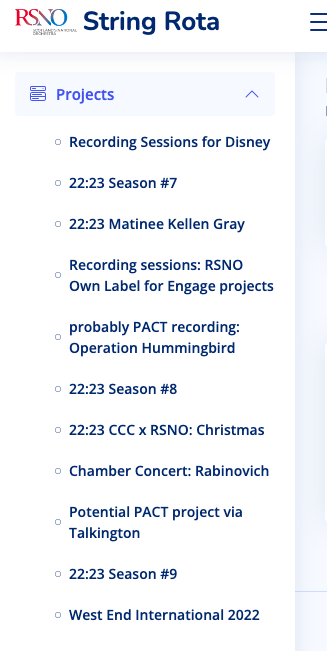 RSNO String Rota
SCOTLAND'S NATIONAL
ORCHESTRA
Projects
Recording Sessions for Disney
22:23 Season #7
22:23 Matinee Kellen Gray
Recording sessions: RSNO
Own Label for Engage projects
probably PACT recording:
Operation Hummingbird
22:23 Season #8
22:23 CCC x RSNO: Christmas
Chamber Concert: Rabinovich
Potential PACT project via
Talkington
22:23 Season #9
West End International 2022